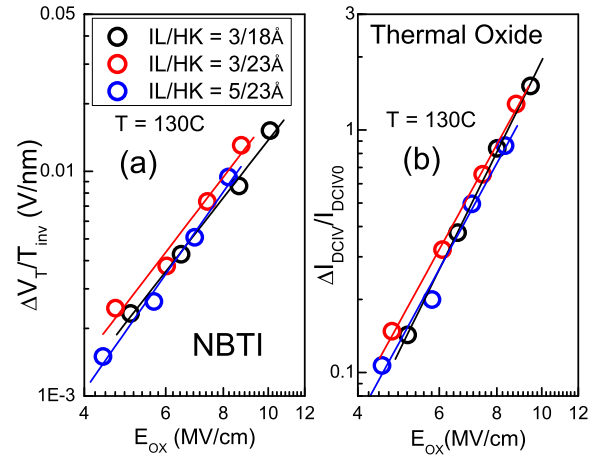 0.05
IL/HK = 3/18Å
IL/HK = 3/23Å
IL/HK = 5/23Å
T = 130C
(a)
0.01
1E-3
ΔV_T/T_inv (V/nm)
NBTI
4 6 8 10 12
E_OX (MV/cm)
3
Thermal Oxide
T = 130C
(b)
1
0.1
ΔI_DCIV/I_DCIV0
4 6 8 10 12
E_OX (MV/cm)